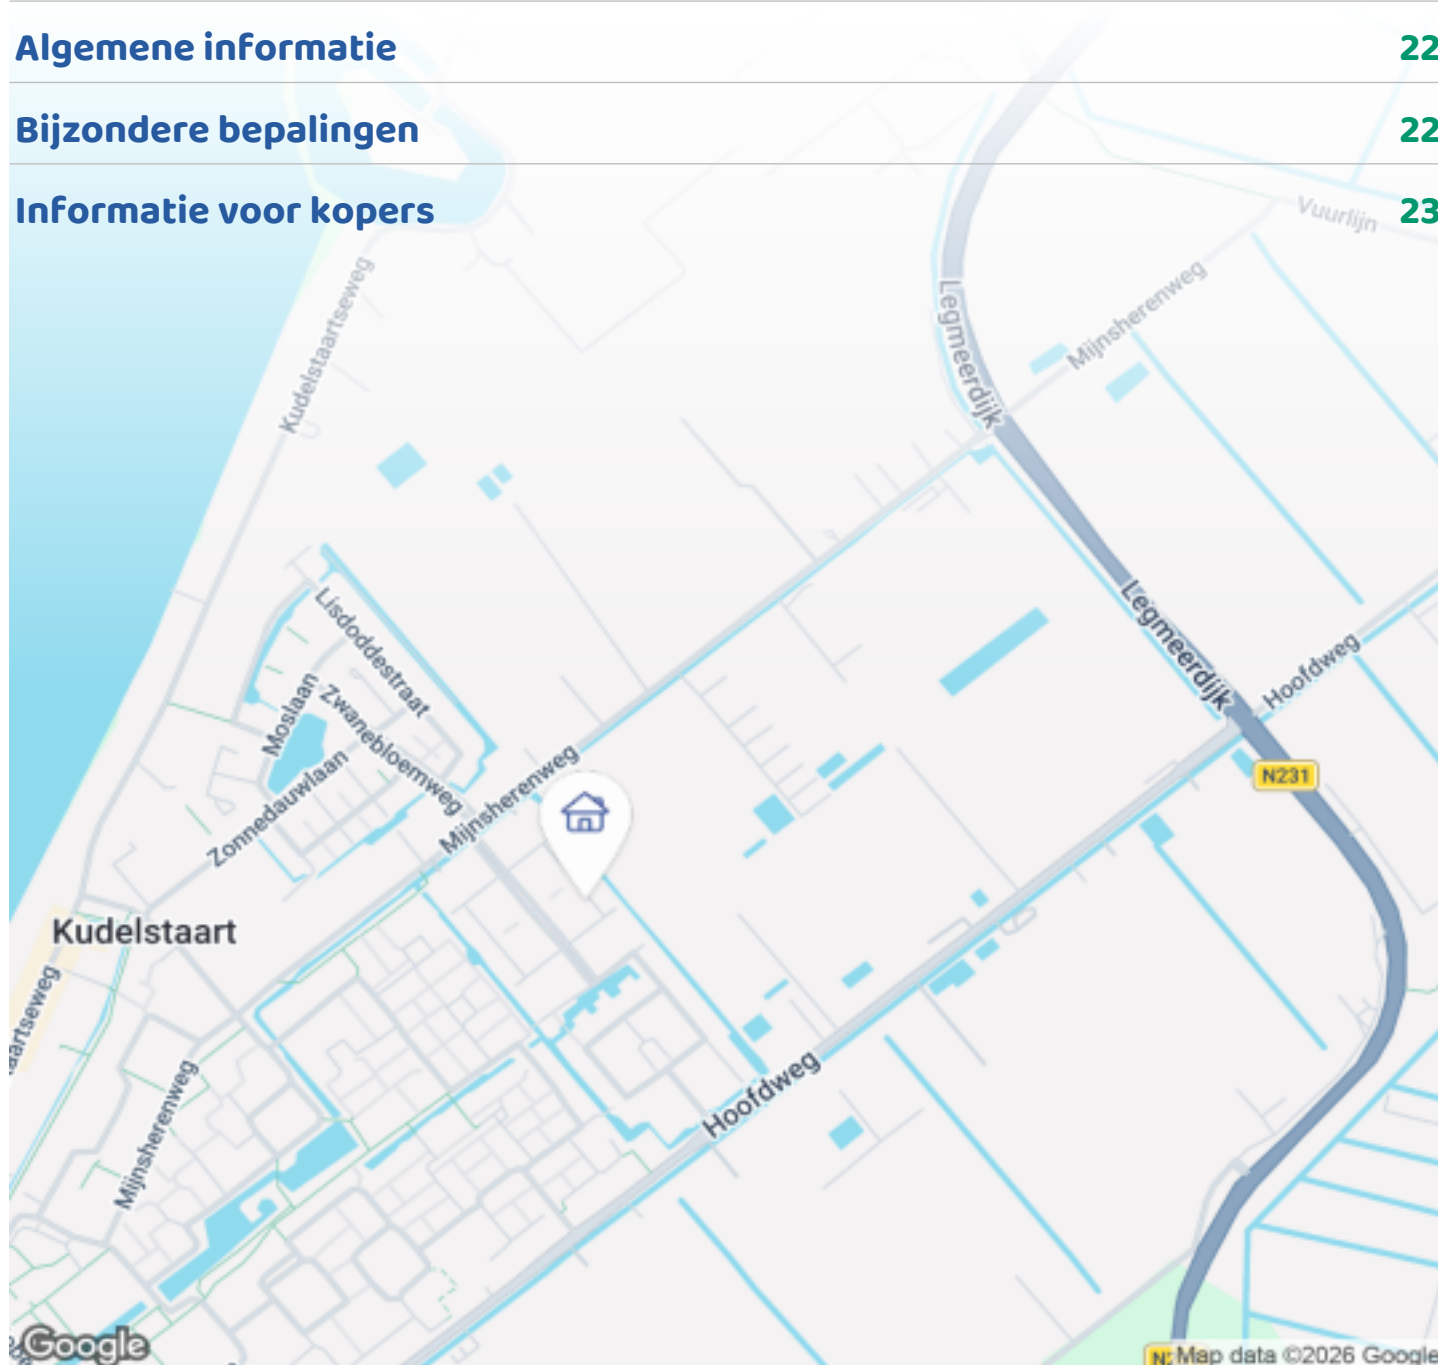 Algemene informatie 22
Bijzondere bepalingen 22
Informatie voor kopers 23
Vuurlijn
Kudelstaartseweg
Legmeerdijk
Mijnsherenweg
Lisdoddestraat
Legmeerdijk
Hoofdweg
Moslaan
Zwanebloemweg
Zonnedauwlaan
Mijnsherenweg
N231
Kudelstaart
aartseweg
Mijnsherenweg
Hoofdweg
Google
Map data ©2026 Google